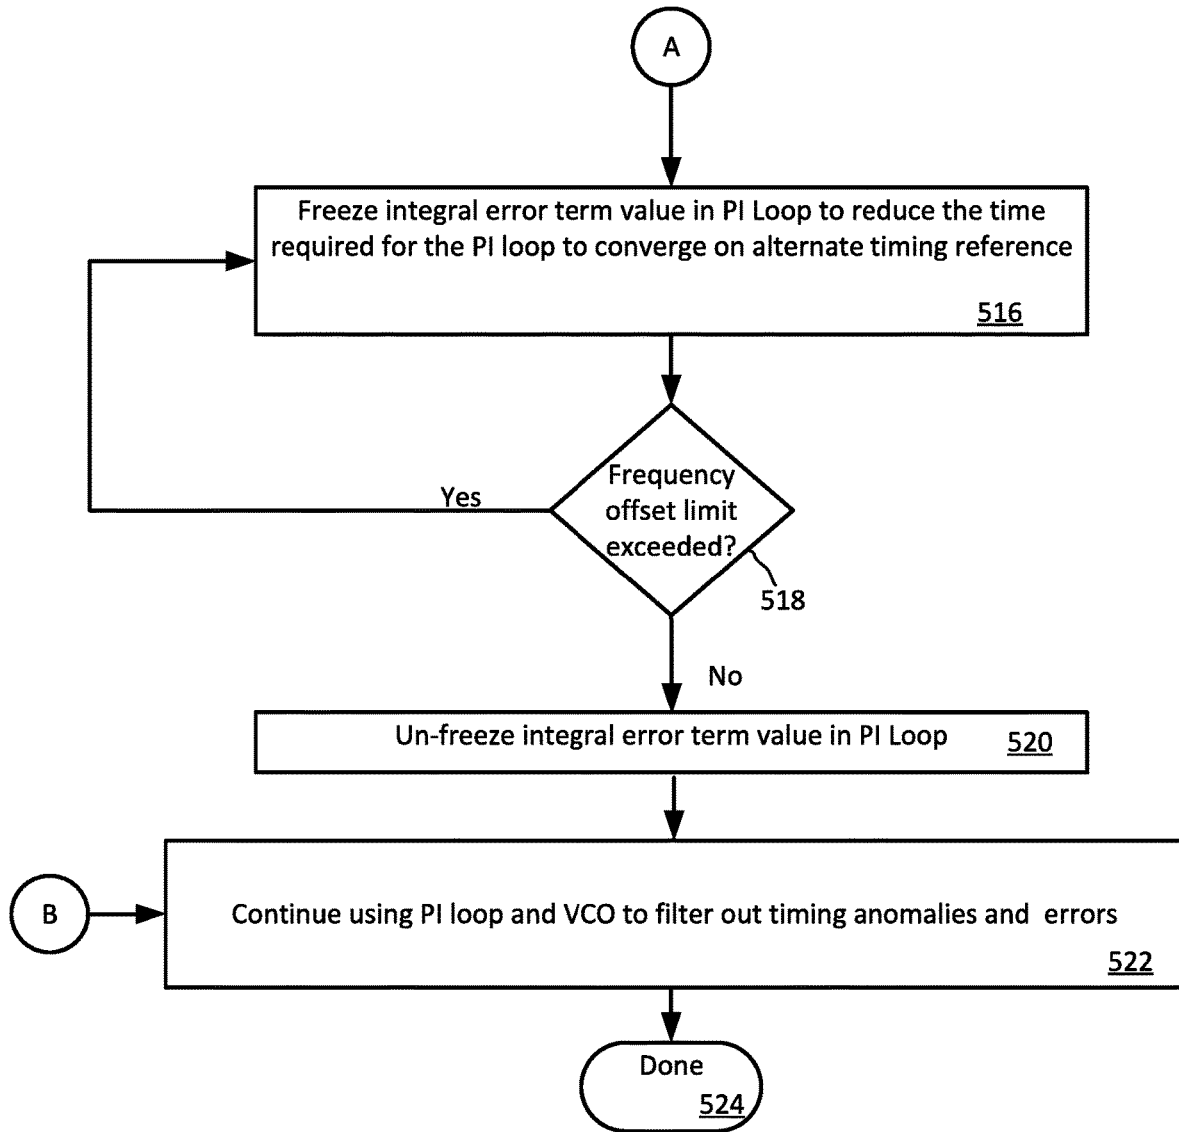 A
Freeze integral error term value in PI Loop to reduce the time
required for the PI loop to converge on alternate timing reference
516
Frequency
offset limit
exceeded?
Yes
518
No
Un-freeze integral error term value in PI Loop
520
B
Continue using PI loop and VCO to filter out timing anomalies and errors
522
Done
524